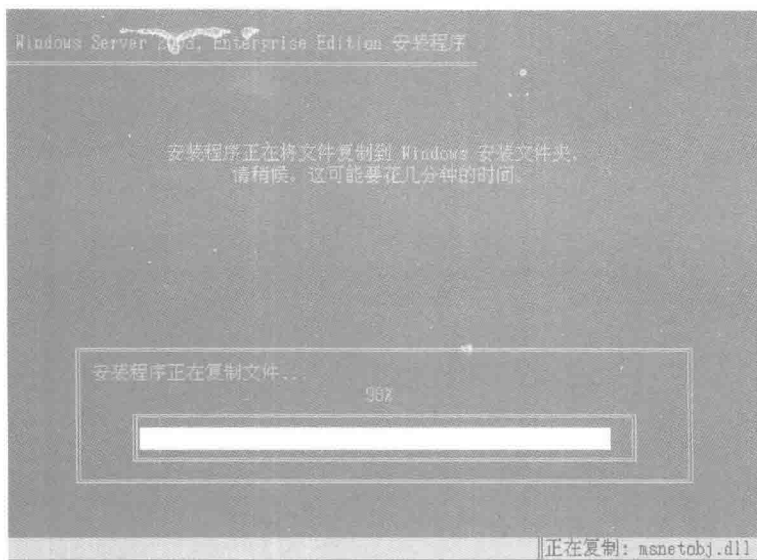 Windows Server 2003, Enterprise Edition 安装程序
安装程序正在将文件复制到 Windows 安装文件夹,
请稍候,这可能要花几分钟的时间。
安装程序正在复制文件...
98%
正在复制: msnetobj.dll